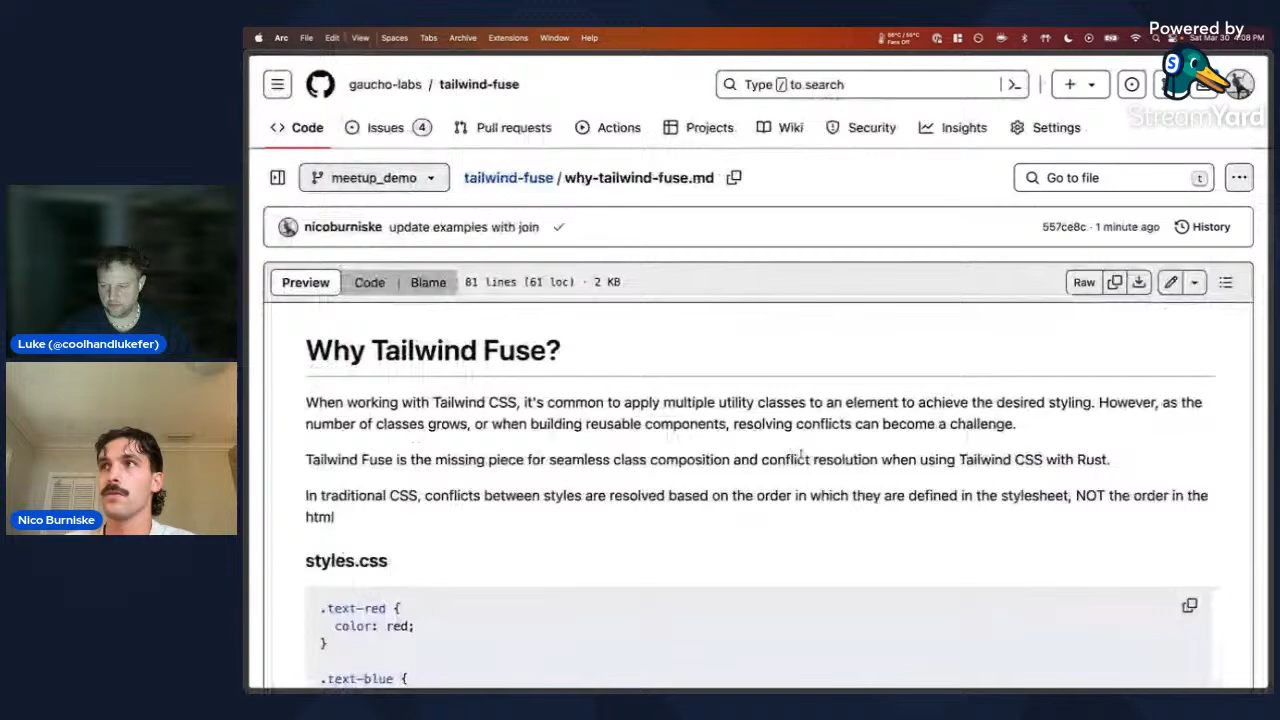 Powered by
StreamYard
Arc File Edit View Spaces Tabs Archive Extensions Window Help
Sat Mar 30 4:08 PM
gaucho-labs / tailwind-fuse
Type / to search
Code Issues 4 Pull requests Actions Projects Wiki Security Insights Settings
meetup_demo tailwind-fuse / why-tailwind-fuse.md
Go to file t
nicoburniske update examples with join
557ce8c · 1 minute ago History
Preview Code Blame 81 lines (61 loc) · 2 KB
Raw
Why Tailwind Fuse?
When working with Tailwind CSS, it's common to apply multiple utility classes to an element to achieve the desired styling. However, as the
number of classes grows, or when building reusable components, resolving conflicts can become a challenge.
Tailwind Fuse is the missing piece for seamless class composition and conflict resolution when using Tailwind CSS with Rust.
In traditional CSS, conflicts between styles are resolved based on the order in which they are defined in the stylesheet, NOT the order in the
html
styles.css
.text-red {
color: red;
}
.text-blue {
Luke (@coolhandlukefer)
Nico Burniske